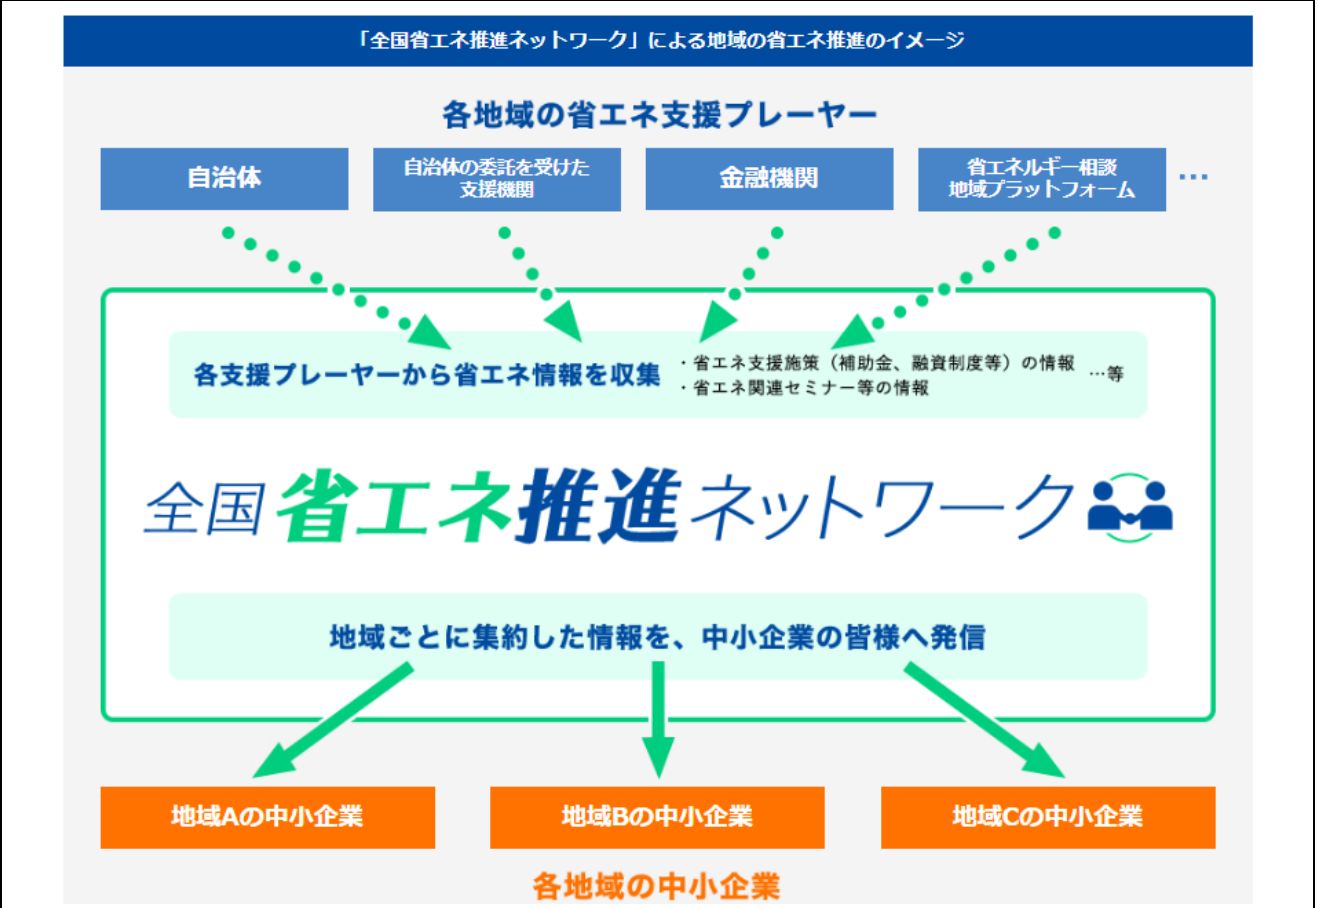 「全国省エネ推進ネットワーク」による地域の省エネ推進のイメージ
各地域の省エネ支援プレーヤー
自治体
自治体の委託を受けた
支援機関
金融機関
省エネルギー相談
地域プラットフォーム
…
各支援プレーヤーから省エネ情報を収集
・省エネ支援施策（補助金、融資制度等）の情報
・省エネ関連セミナー等の情報
…等
全国省エネ推進ネットワーク
地域ごとに集約した情報を、中小企業の皆様へ発信
地域Aの中小企業
地域Bの中小企業
地域Cの中小企業
各地域の中小企業